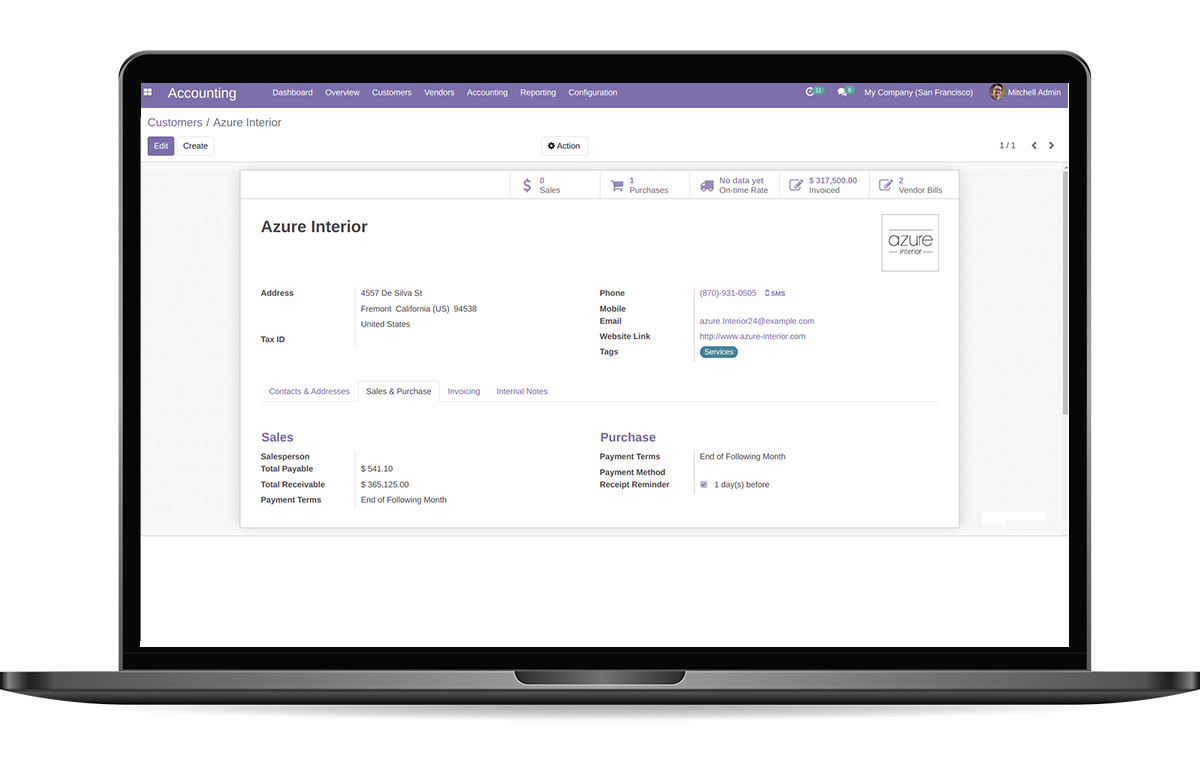 Accounting Dashboard Overview Customers Vendors Accounting Reporting Configuration 11 6 My Company (San Francisco) Mitchell Admin
Customers / Azure Interior
Edit Create Action 1 / 1
0 Sales
1 Purchases
No data yet On-time Rate
$ 317,500.00 Invoiced
2 Vendor Bills
Azure Interior
azure
interior
Address 4557 De Silva St
Fremont California (US) 94538
United States
Tax ID
Phone (870)-931-0505 SMS
Mobile
Email azure.Interior24@example.com
Website Link http://www.azure-interior.com
Tags Services
Contacts & Addresses Sales & Purchase Invoicing Internal Notes
Sales
Salesperson
Total Payable $ 541.10
Total Receivable $ 365,125.00
Payment Terms End of Following Month
Purchase
Payment Terms End of Following Month
Payment Method
Receipt Reminder 1 day(s) before